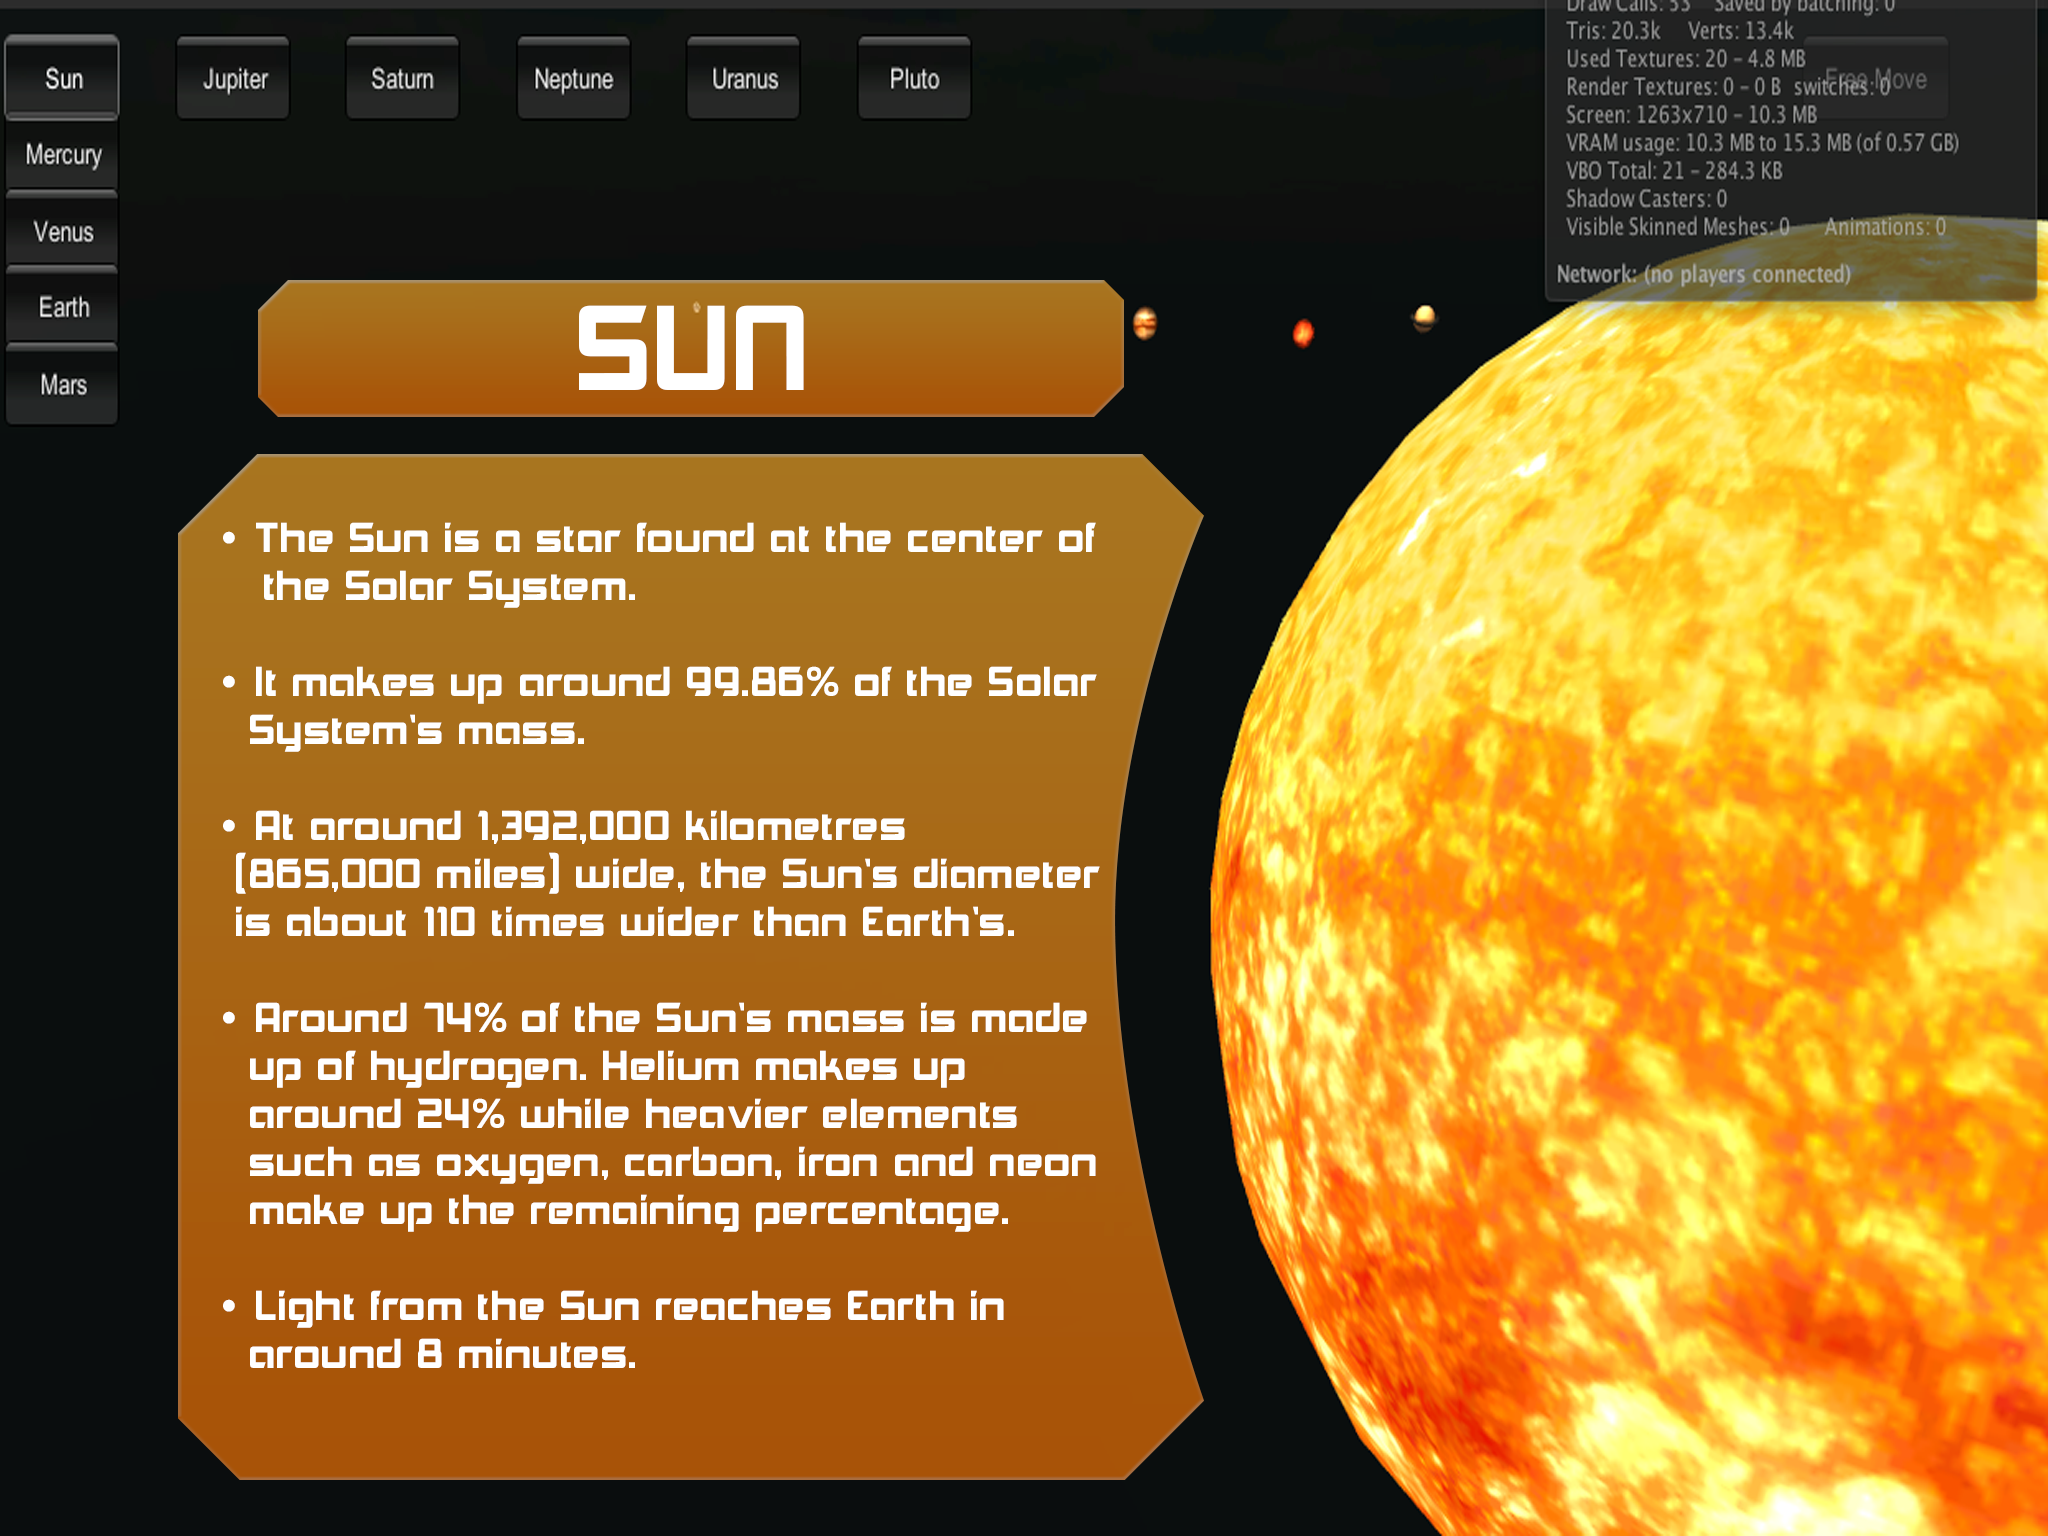 Sun
Jupiter
Saturn
Neptune
Uranus
Pluto
Free Move
Mercury
Venus
Earth
Mars
Draw Calls: 53 Saved by batching: 0
Tris: 20.3k Verts: 13.4k
Used Textures: 20 – 4.8 MB
Render Textures: 0 – 0 B switches: 0
Screen: 1263x710 – 10.3 MB
VRAM usage: 10.3 MB to 15.3 MB (of 0.57 GB)
VBO Total: 21 – 284.3 KB
Shadow Casters: 0
Visible Skinned Meshes: 0 Animations: 0
Network: (no players connected)
SUN
• The Sun is a star found at the center of
the Solar System.
• It makes up around 99.86% of the Solar
System's mass.
• At around 1,392,000 kilometres
(865,000 miles) wide, the Sun's diameter
is about 110 times wider than Earth's.
• Around 74% of the Sun's mass is made
up of hydrogen. Helium makes up
around 24% while heavier elements
such as oxygen, carbon, iron and neon
make up the remaining percentage.
• Light from the Sun reaches Earth in
around 8 minutes.